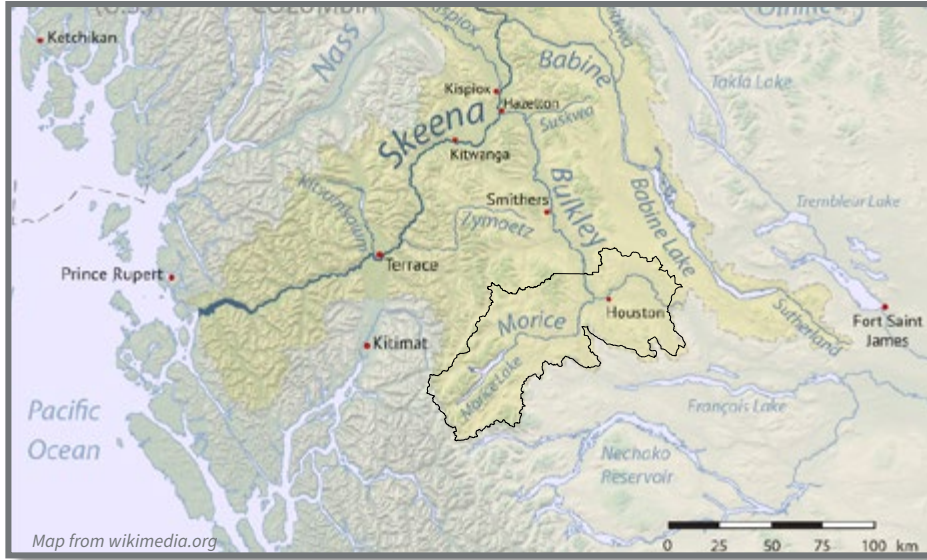 (U.S.)
COLUMBIA
Kispiox
Ketchikan
Nass
Babine
Takla Lake
Kispiox
Hazelton
Suskwa
Skeena
Kitwanga
Kitsumkalum
Smithers
Bulkley
Babine Lake
Trembleur Lake
Zymoetz
Terrace
Prince Rupert
Houston
Morice
Sutherland
Fort Saint
James
Kitimat
Morice Lake
François Lake
Pacific
Ocean
Nechako
Reservoir
Map from wikimedia.org
0 25 50 75 100 km